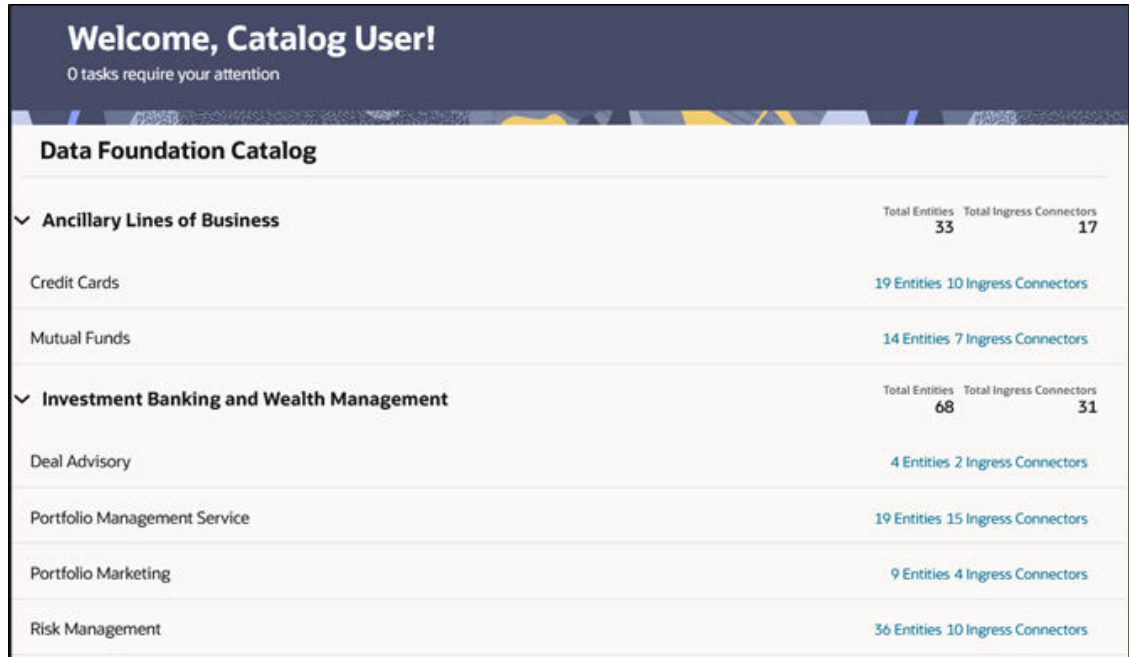 Welcome, Catalog User!
0 tasks require your attention
Data Foundation Catalog
Ancillary Lines of Business
Total Entities Total Ingress Connectors
33 17
Credit Cards
19 Entities 10 Ingress Connectors
Mutual Funds
14 Entities 7 Ingress Connectors
Investment Banking and Wealth Management
Total Entities Total Ingress Connectors
68 31
Deal Advisory
4 Entities 2 Ingress Connectors
Portfolio Management Service
19 Entities 15 Ingress Connectors
Portfolio Marketing
9 Entities 4 Ingress Connectors
Risk Management
36 Entities 10 Ingress Connectors